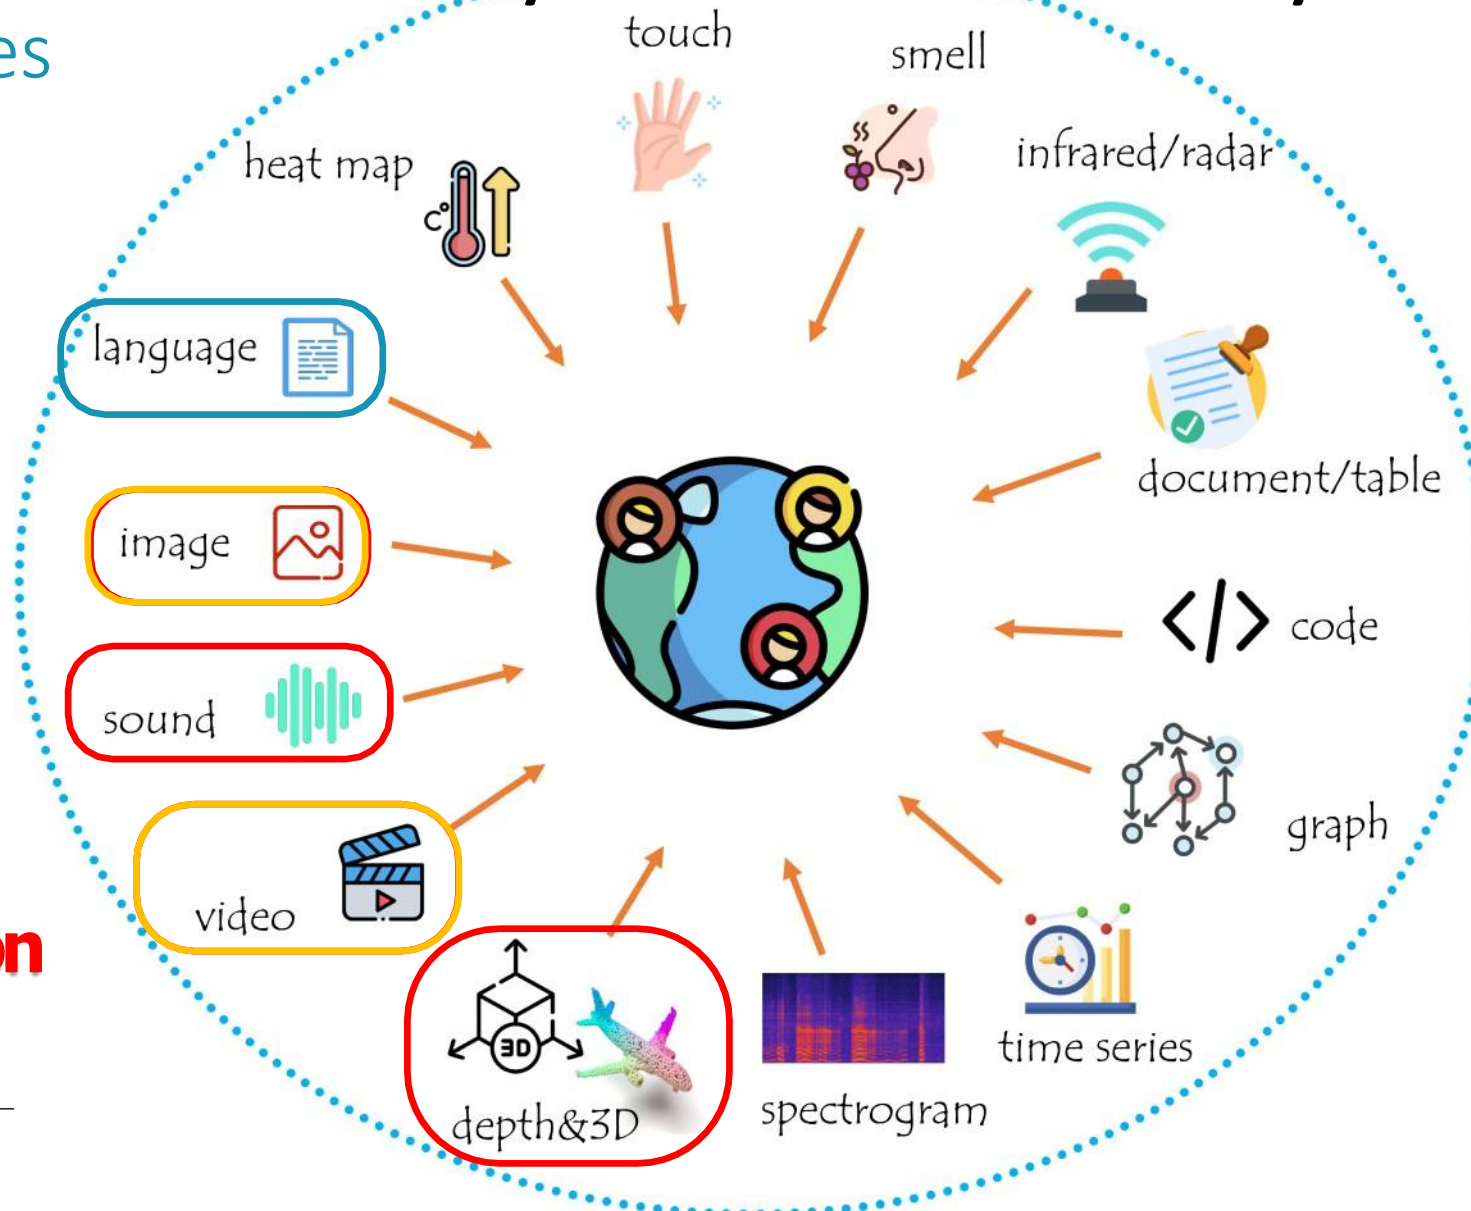 touch
smell
es
infrared/radar
heat map
C°
language
document/table
image
</>
code
sound
graph
video
on
3D
time series
spectrogram
depth&3D